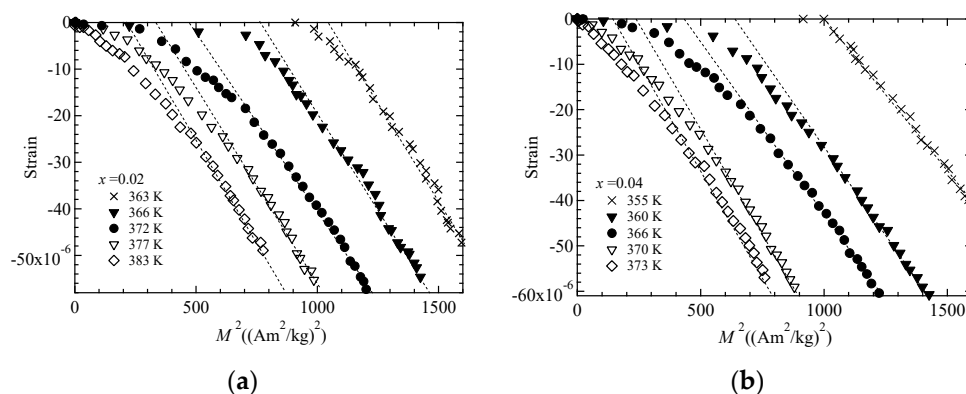 0
-10
-20
-30
-40
-50x10⁻⁶
Strain
x=0.02
× 363 K
▼ 366 K
● 372 K
▽ 377 K
◇ 383 K
0 500 1000 1500
M²((Am²/kg)²)
(a)
0
-10
-20
-30
-40
-50
-60x10⁻⁶
Strain
x=0.04
× 355 K
▼ 360 K
● 366 K
▽ 370 K
◇ 373 K
0 500 1000 1500
M²((Am²/kg)²)
(b)